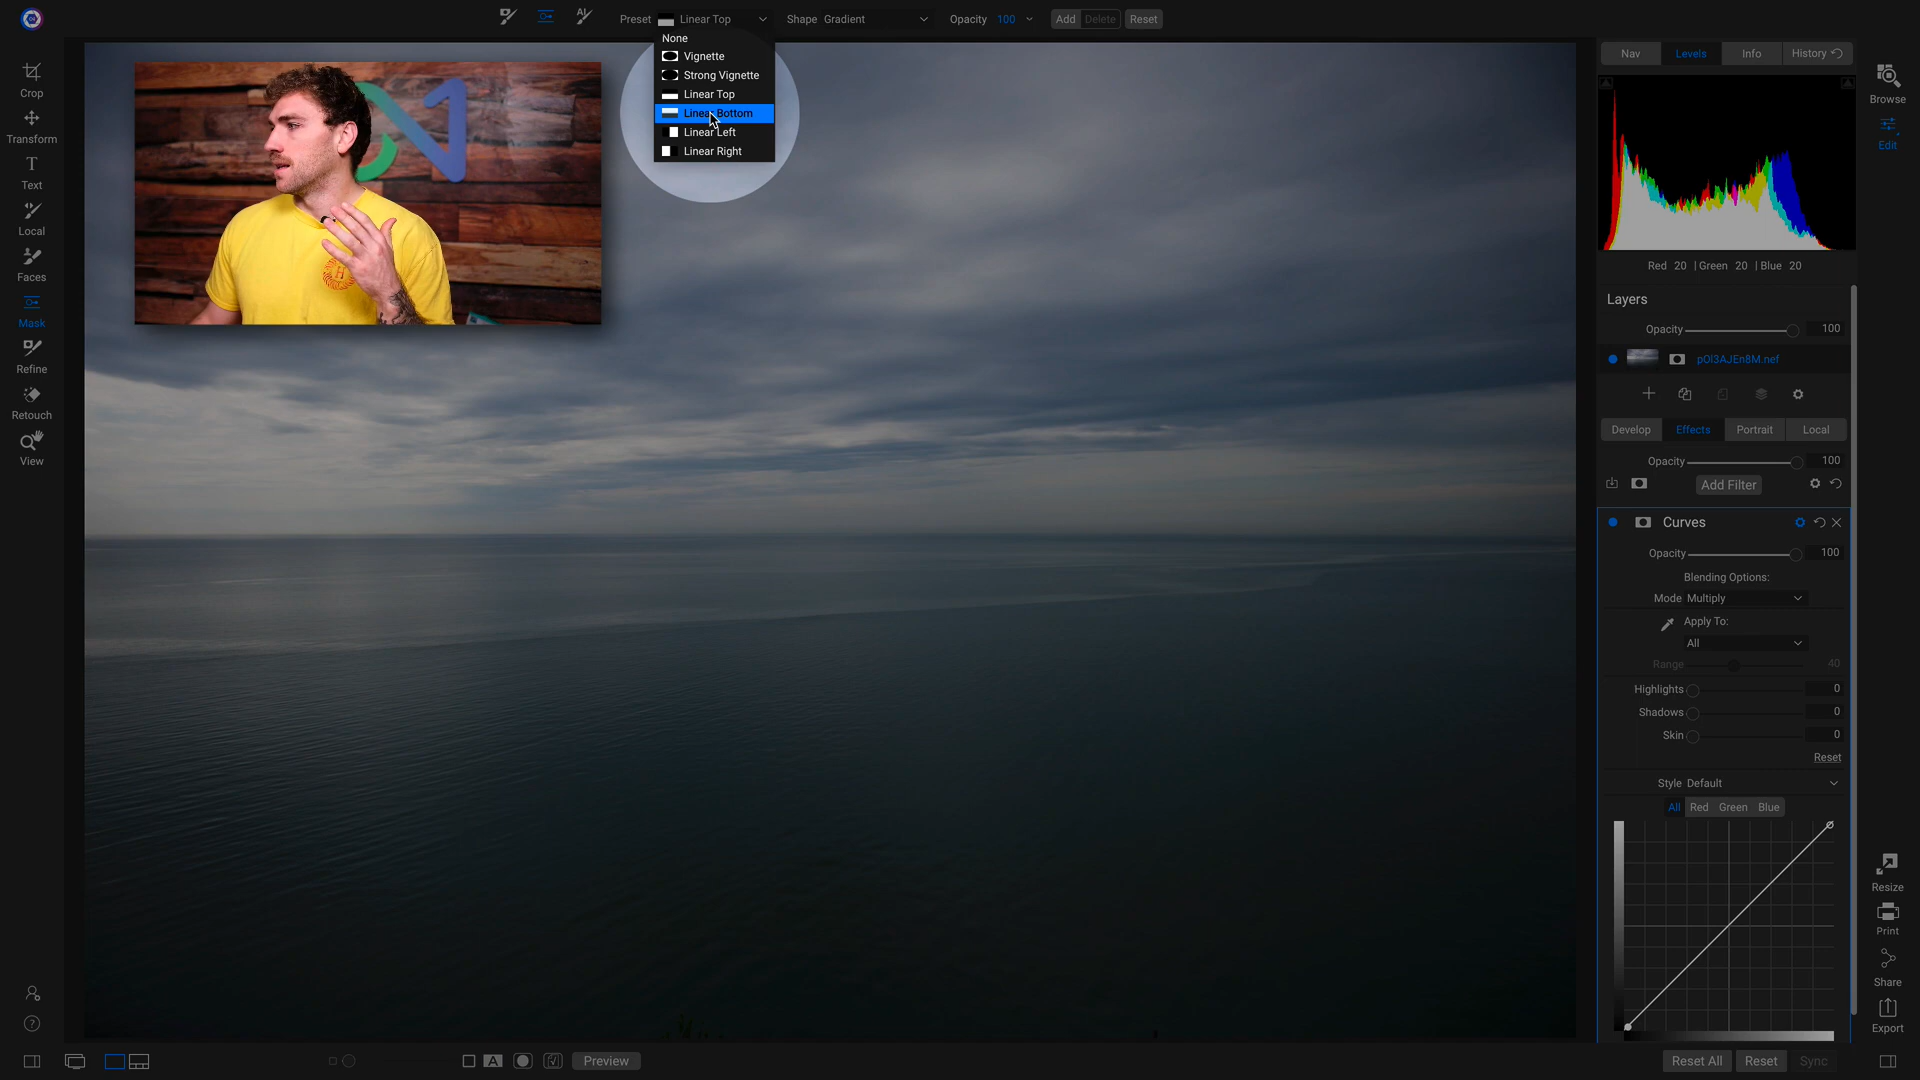 Preset Linear Top Shape Gradient Opacity 100 Add Delete Reset
None
Vignette
Strong Vignette
Linear Top
Linear Bottom
Linear Left
Linear Right
Crop
Transform
Text
Local
Faces
Mask
Refine
Retouch
View
Nav Levels Info History
Red 20 | Green 20 | Blue 20
Layers
Opacity 100
pOl3AJEn8M.nef
Develop Effects Portrait Local
Opacity 100
Add Filter
Curves
Opacity 100
Blending Options:
Mode Multiply
Apply To:
All
Range 40
Highlights 0
Shadows 0
Skin 0
Reset
Style Default
All Red Green Blue
Browse
Edit
Resize
Print
Share
Export
A
Preview
Reset All Reset Sync